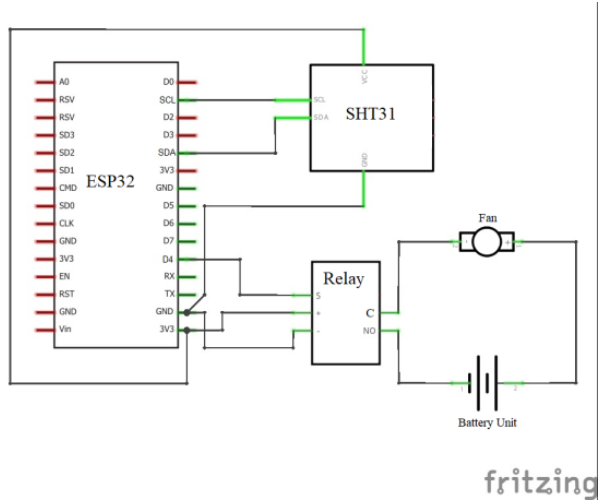 A0
RSV
RSV
SD3
SD2
SD1
CMD
SD0
CLK
GND
3V3
EN
RST
GND
Vin
ESP32
D0
SCL
D2
D3
SDA
3V3
GND
D5
D6
D7
D4
RX
TX
GND
3V3
VCC
SCL
SDA
SHT31
GND
Relay
S
+
-
C
NO
Fan
- +
1 2
Battery Unit
fritzing